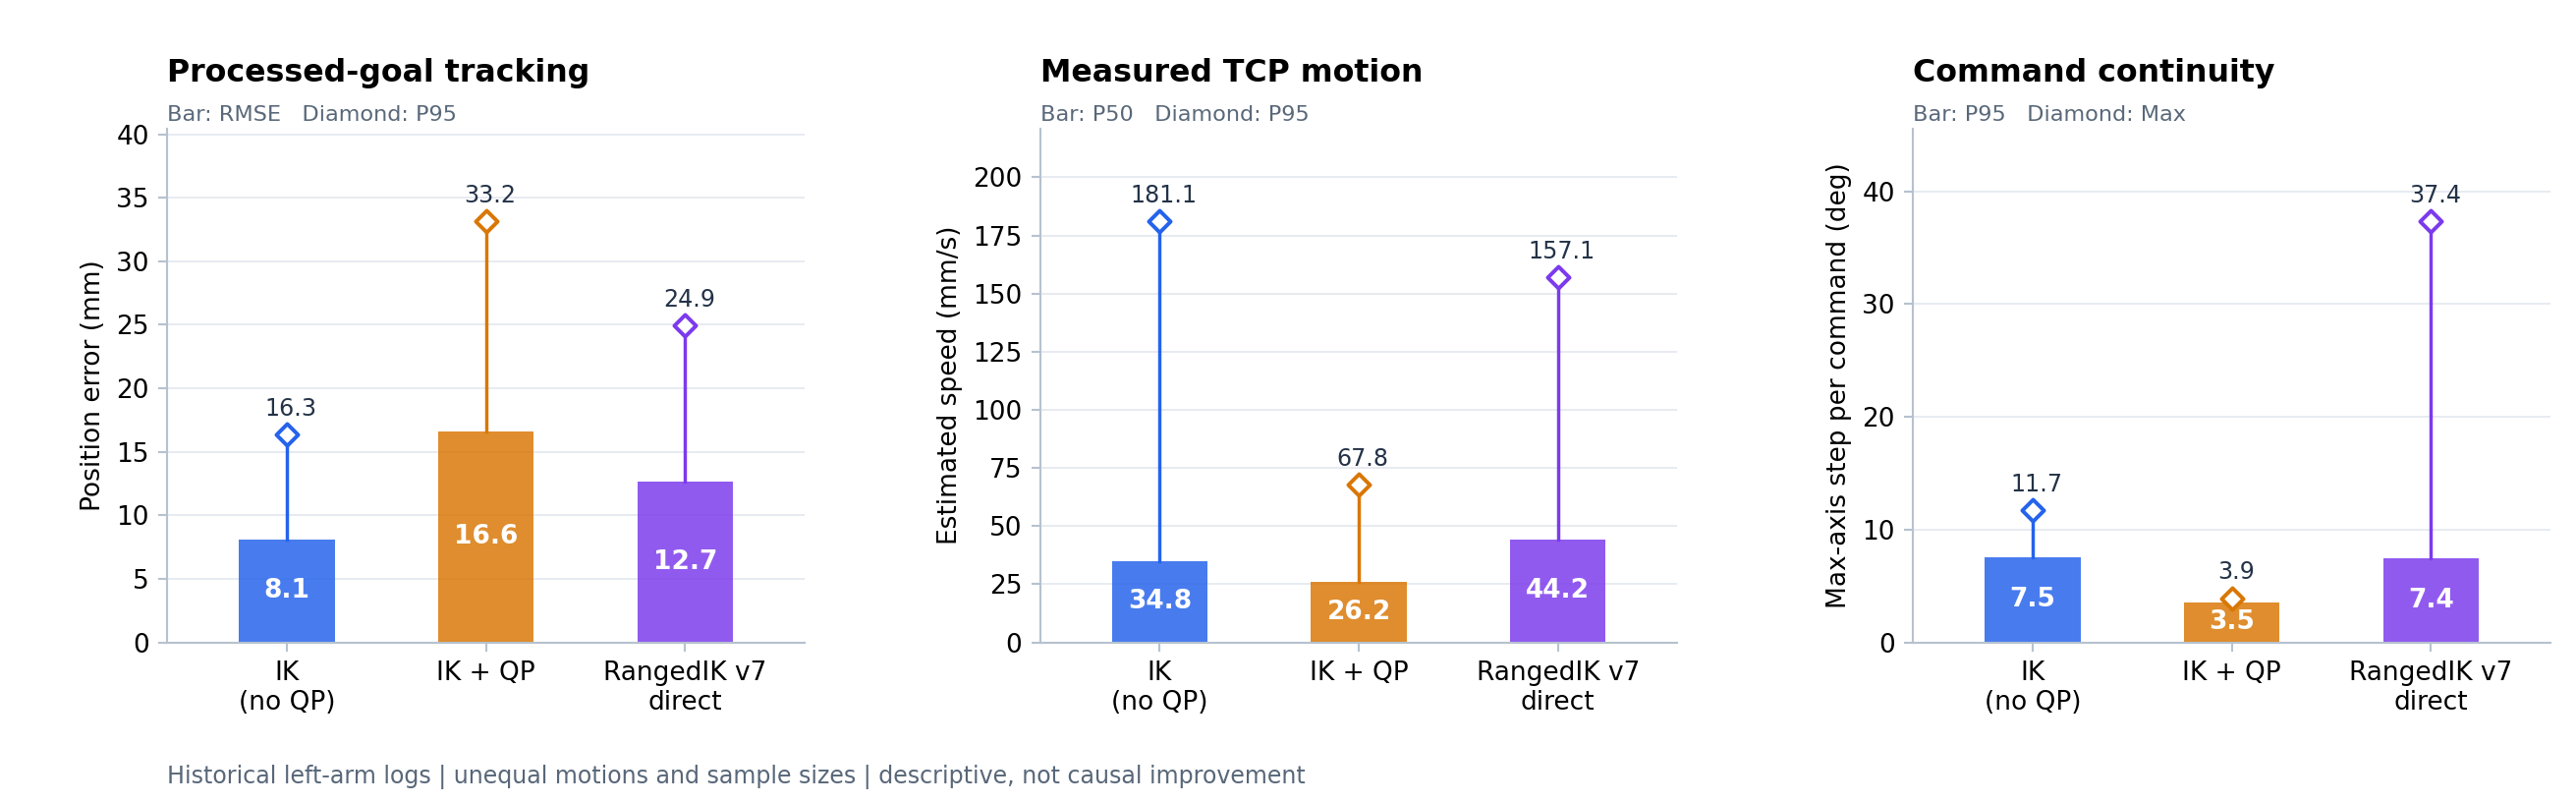 Processed-goal tracking
Bar: RMSE Diamond: P95
Position error (mm)
40
35
30
25
20
15
10
5
0
16.3
8.1
33.2
16.6
24.9
12.7
IK
(no QP)
IK + QP
RangedIK v7
direct
Measured TCP motion
Bar: P50 Diamond: P95
Estimated speed (mm/s)
200
175
150
125
100
75
50
25
0
181.1
34.8
67.8
26.2
157.1
44.2
IK
(no QP)
IK + QP
RangedIK v7
direct
Command continuity
Bar: P95 Diamond: Max
Max-axis step per command (deg)
40
30
20
10
0
11.7
7.5
3.9
3.5
37.4
7.4
IK
(no QP)
IK + QP
RangedIK v7
direct
Historical left-arm logs | unequal motions and sample sizes | descriptive, not causal improvement